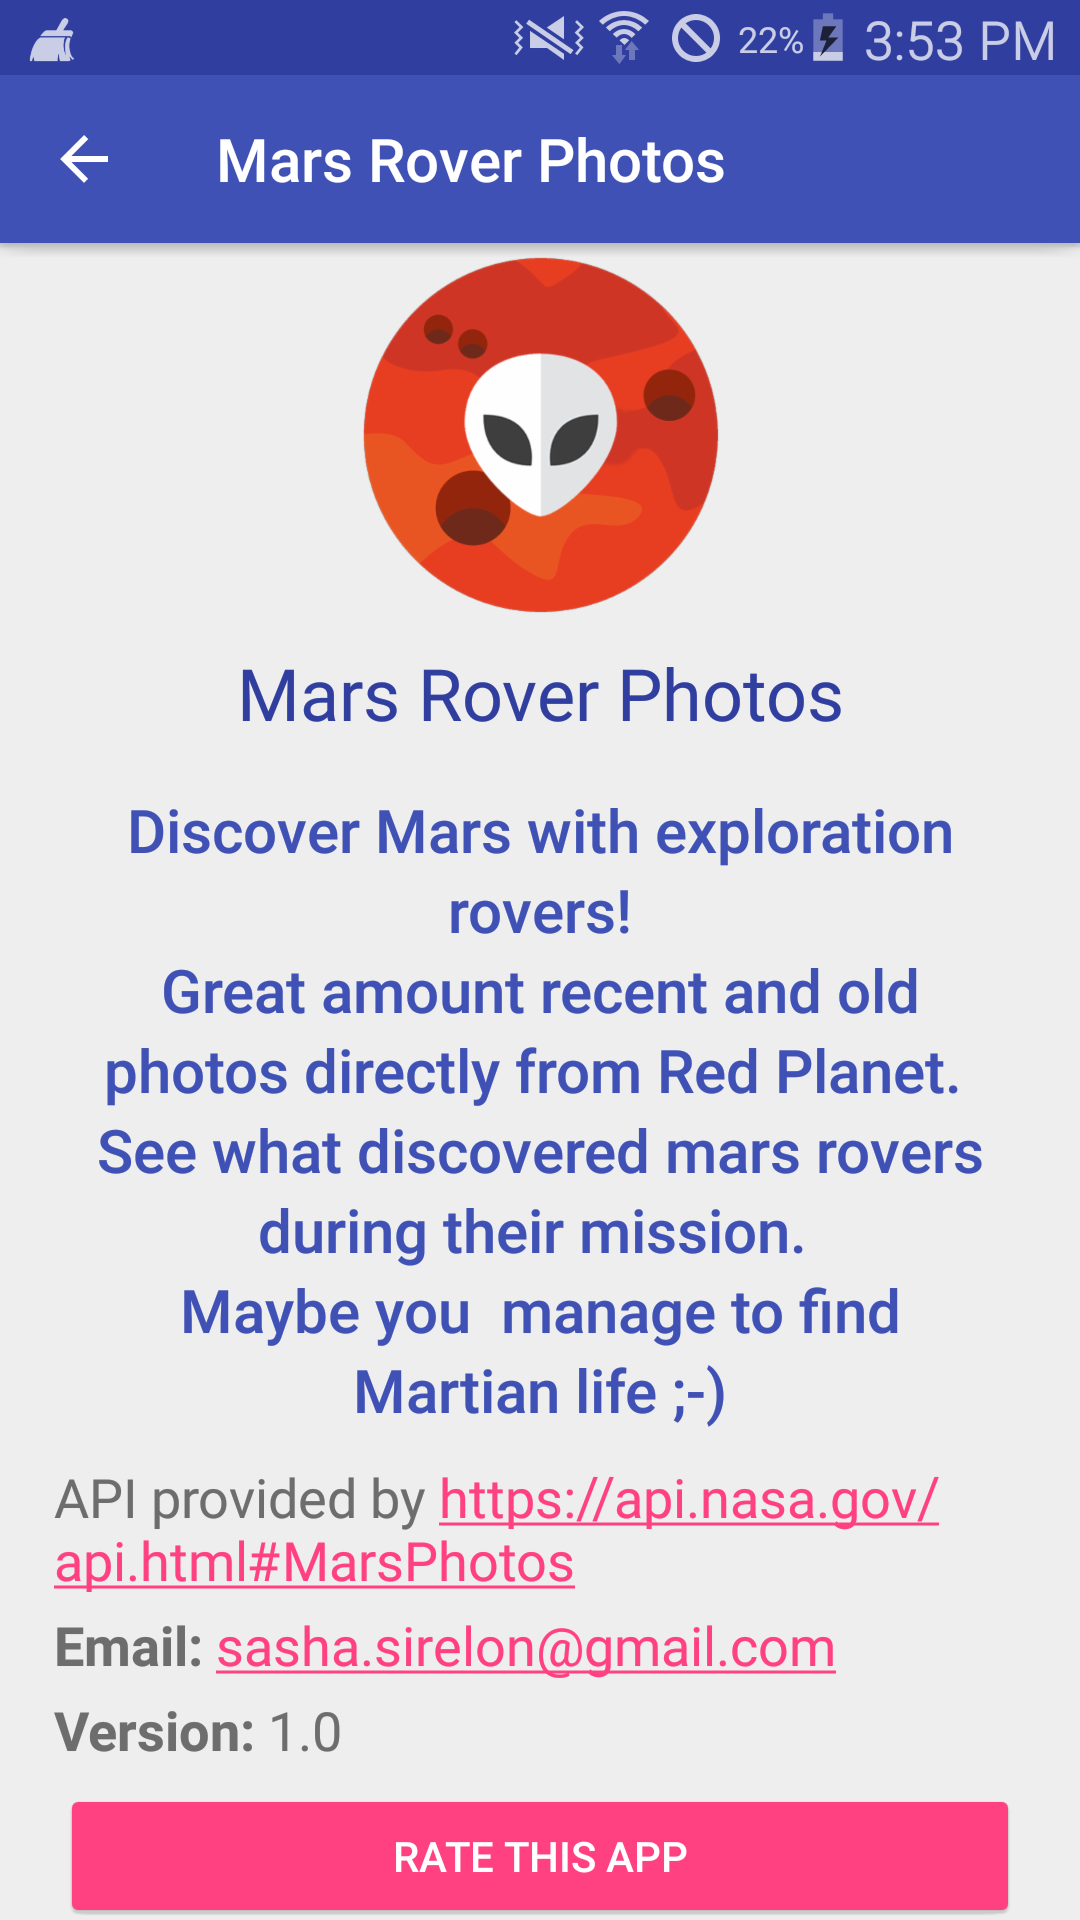 22% 3:53 PM
Mars Rover Photos
Mars Rover Photos
Discover Mars with exploration
rovers!
Great amount recent and old
photos directly from Red Planet.
See what discovered mars rovers
during their mission.
Maybe you  manage to find
Martian life ;-)
API provided by https://api.nasa.gov/
api.html#MarsPhotos
Email: sasha.sirelon@gmail.com
Version: 1.0
RATE THIS APP